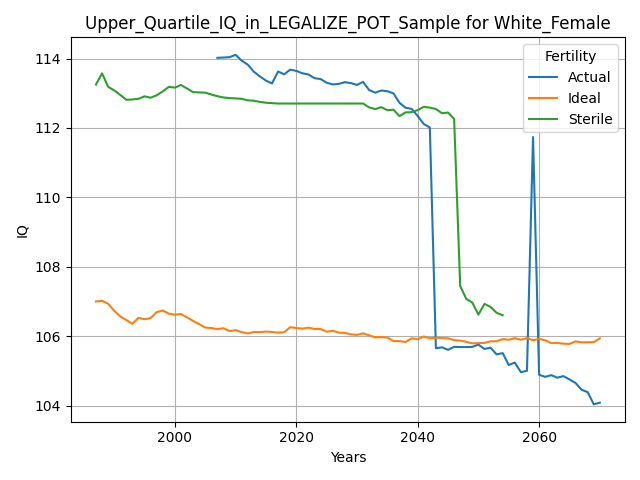 Upper_Quartile_IQ_in_LEGALIZE_POT_Sample for White_Female
Fertility
Actual
Ideal
Sterile
IQ
114
112
110
108
106
104
2000
2020
2040
2060
Years